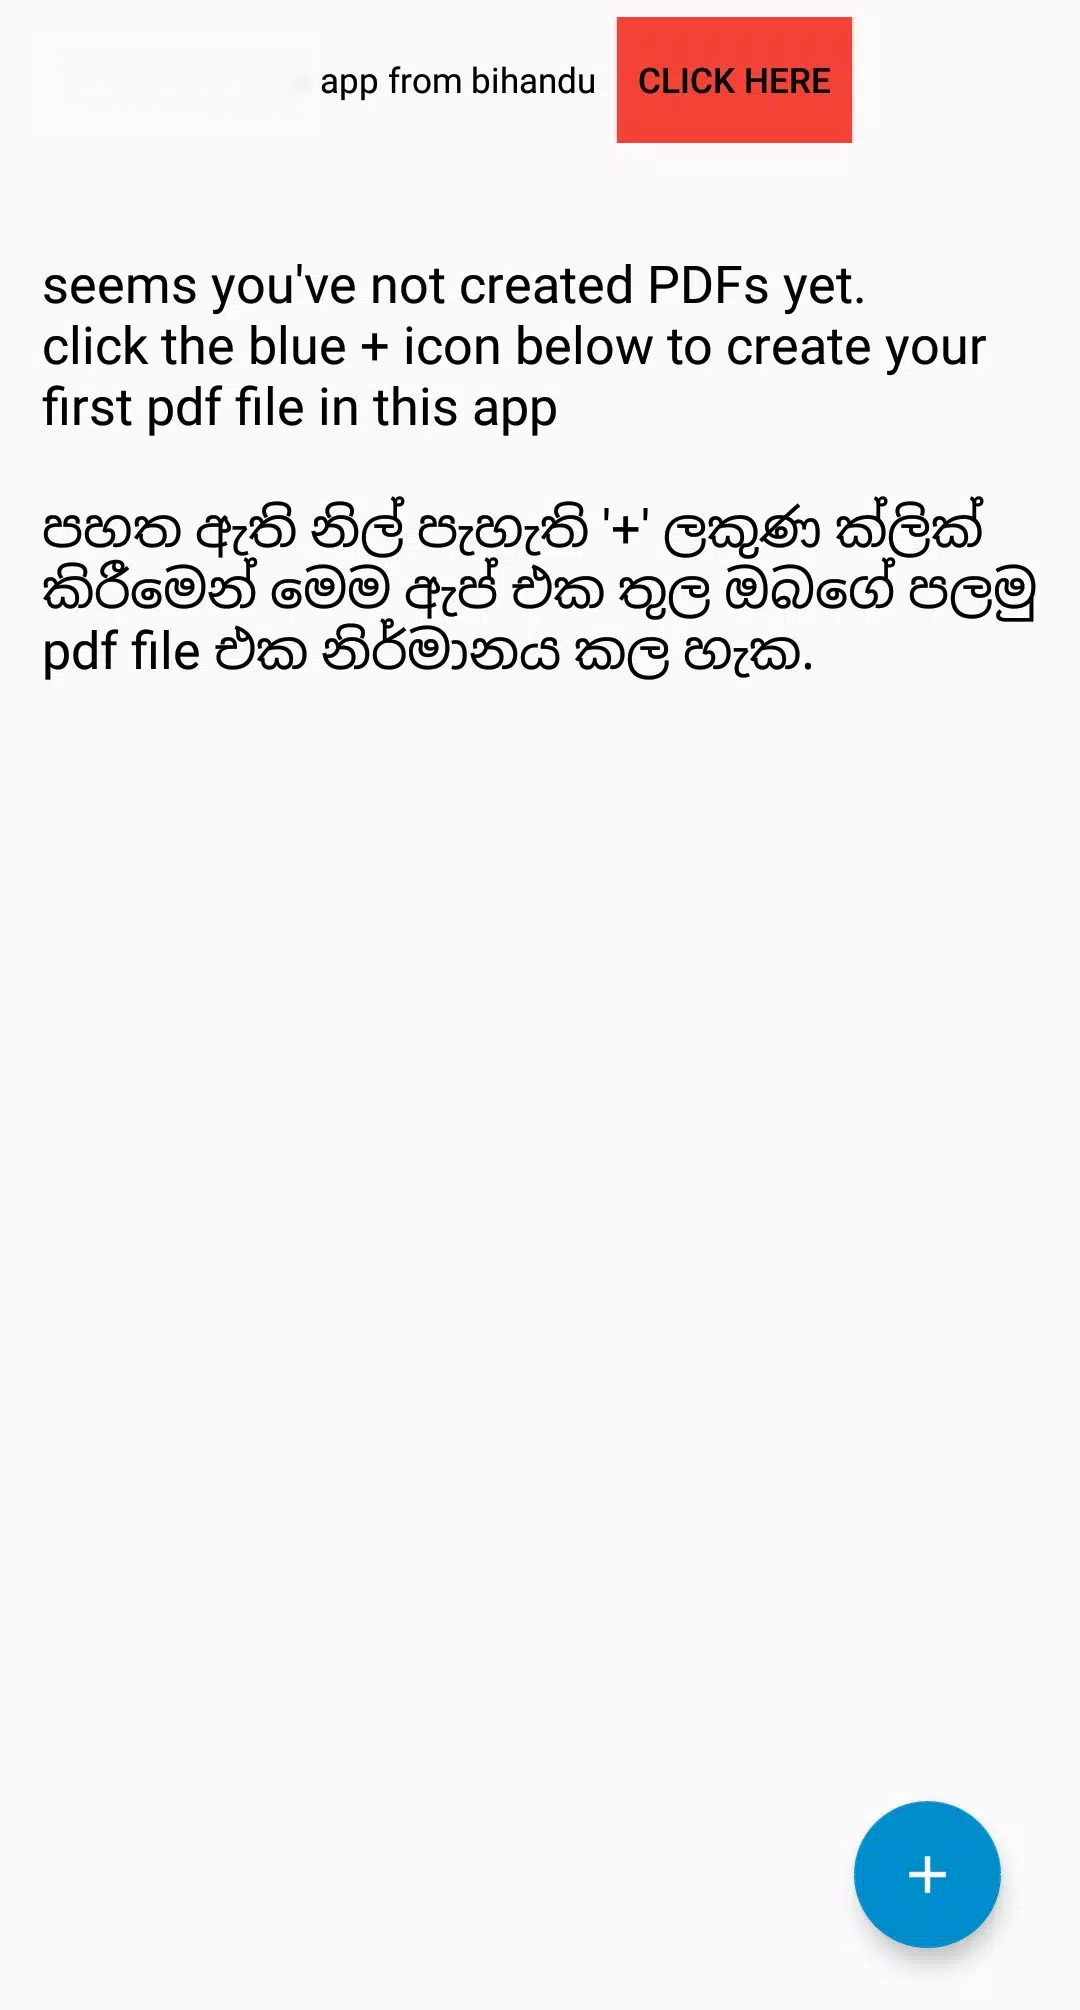 app from bihandu CLICK HERE
seems you've not created PDFs yet.
click the blue + icon below to create your
first pdf file in this app
පහත ඇති නිල් පැහැති '+' ලකුණ ක්ලික්
කිරීමෙන් මෙම ඇප් එක තුල ඔබගේ පලමු
pdf file එක නිර්මානය කල හැක.
+